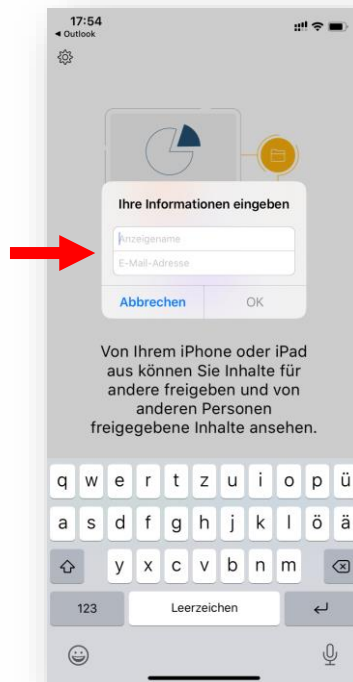 17:54
◄ Outlook
Ihre Informationen eingeben
Anzeigename
E-Mail-Adresse
Abbrechen OK
Von Ihrem iPhone oder iPad
aus können Sie Inhalte für
andere freigeben und von
anderen Personen
freigegebene Inhalte ansehen.
q w e r t z u i o p ü
a s d f g h j k l ö ä
y x c v b n m
123 Leerzeichen